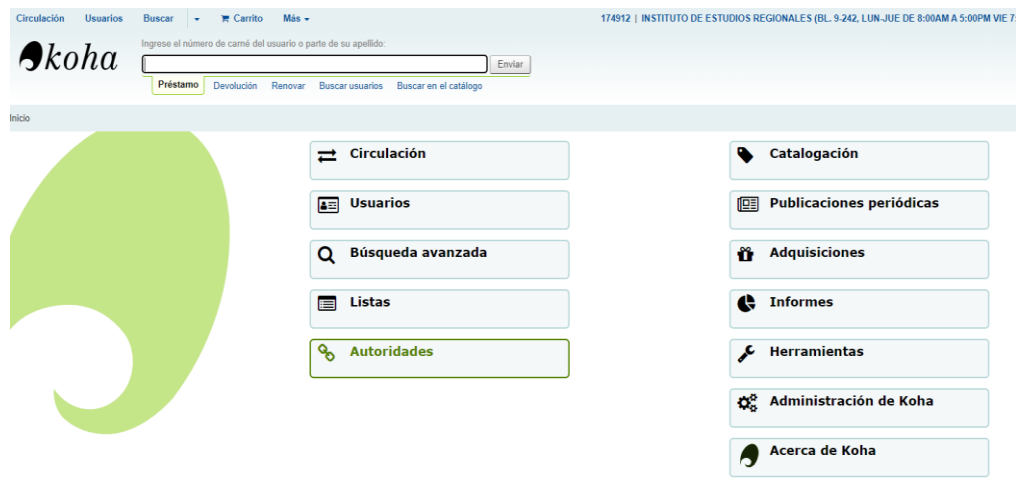 Circulación Usuarios Buscar Carrito Más 174912 | INSTITUTO DE ESTUDIOS REGIONALES (BL. 9-242, LUN-JUE DE 8:00AM A 5:00PM VIE 7:
koha
Ingrese el número de carné del usuario o parte de su apellido:
Enviar
Préstamo Devolución Renovar Buscar usuarios Buscar en el catálogo
Inicio
Circulación
Usuarios
Búsqueda avanzada
Listas
Autoridades
Catalogación
Publicaciones periódicas
Adquisiciones
Informes
Herramientas
Administración de Koha
Acerca de Koha